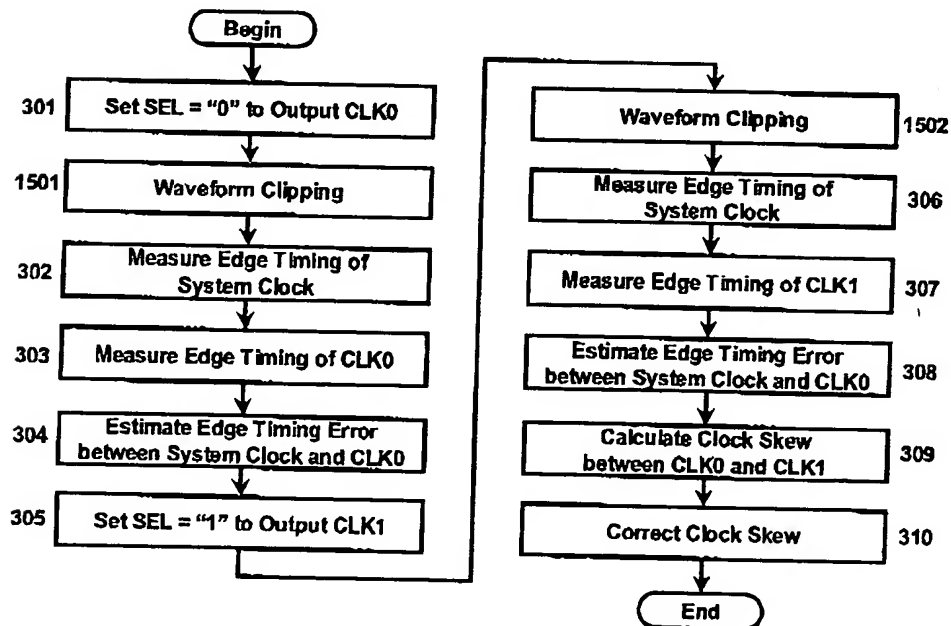 Begin
301
Set SEL = "0" to Output CLK0
1501
Waveform Clipping
302
Measure Edge Timing of
System Clock
303
Measure Edge Timing of CLK0
304
Estimate Edge Timing Error
between System Clock and CLK0
305
Set SEL = "1" to Output CLK1
Waveform Clipping
1502
Measure Edge Timing of
System Clock
306
Measure Edge Timing of CLK1
307
Estimate Edge Timing Error
between System Clock and CLK0
308
Calculate Clock Skew
between CLK0 and CLK1
309
Correct Clock Skew
310
End